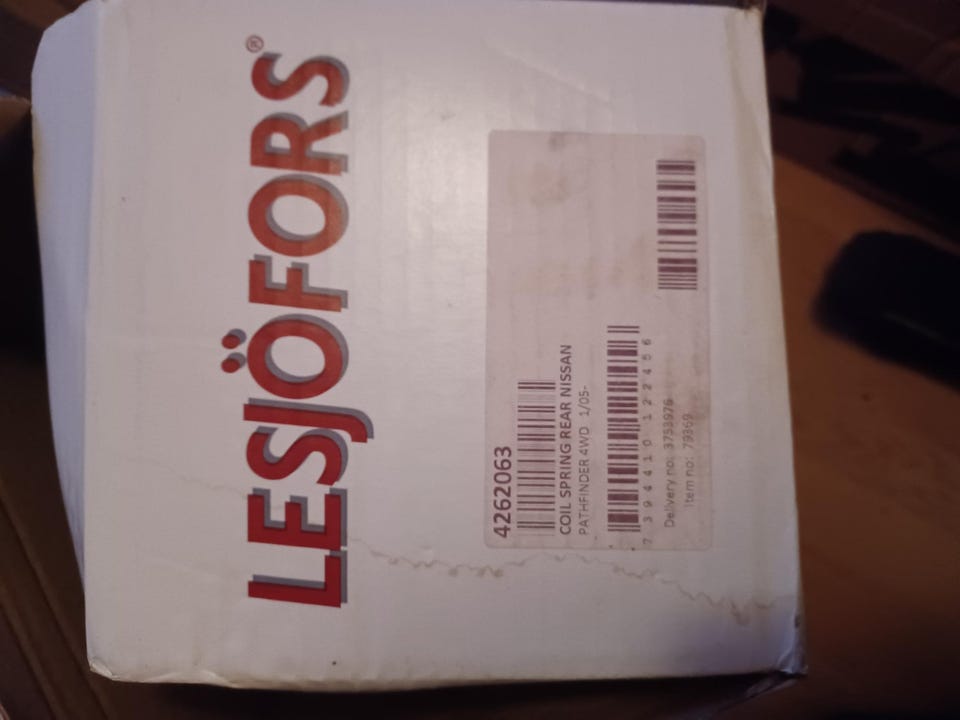 LESJÖFORS®
4262063
COIL SPRING REAR NISSAN
PATHFINDER 4WD 1/05-
7 394410 122456
Delivery no: 3753976
Item no: 79369